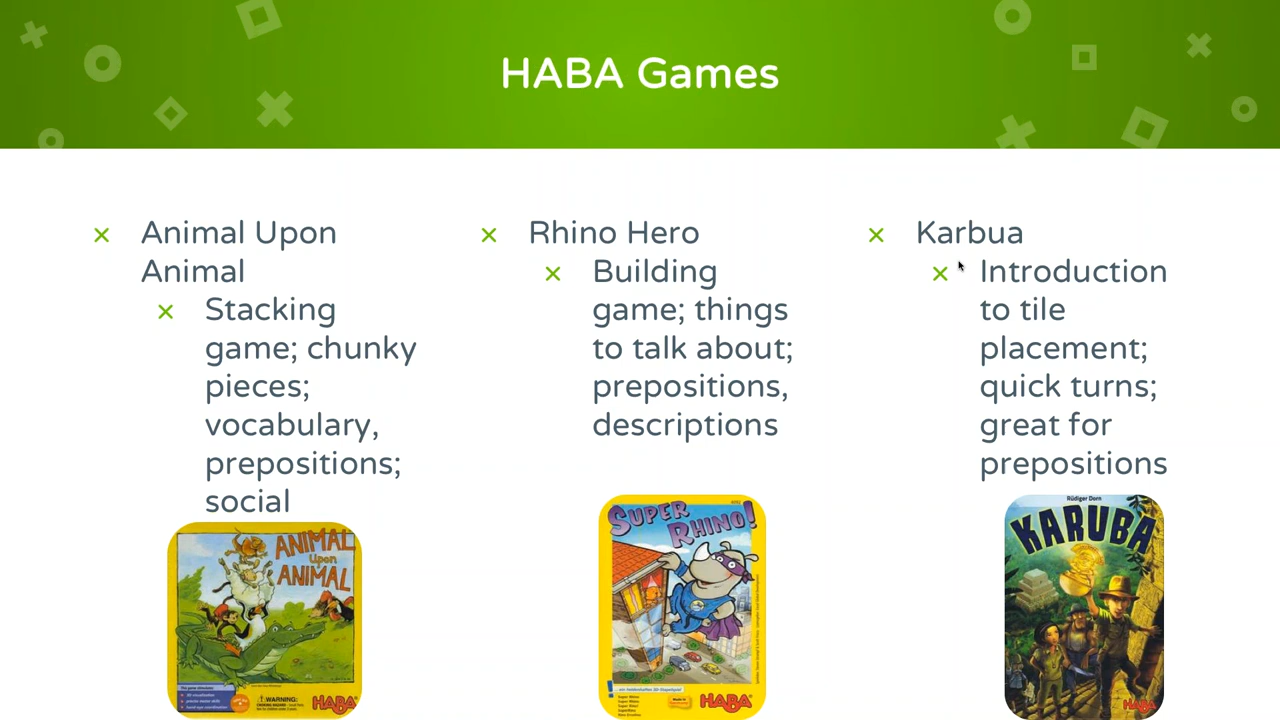 HABA Games
Animal Upon
Animal
Stacking
game; chunky
pieces;
vocabulary,
prepositions;
social
Rhino Hero
Building
game; things
to talk about;
prepositions,
descriptions
Karbua
Introduction
to tile
placement;
quick turns;
great for
prepositions
ANIMAL
Upon
ANIMAL
WARNING:
HABA
SUPER
RHINO!
HABA
Rüdiger Dorn
KARUBA
HABA